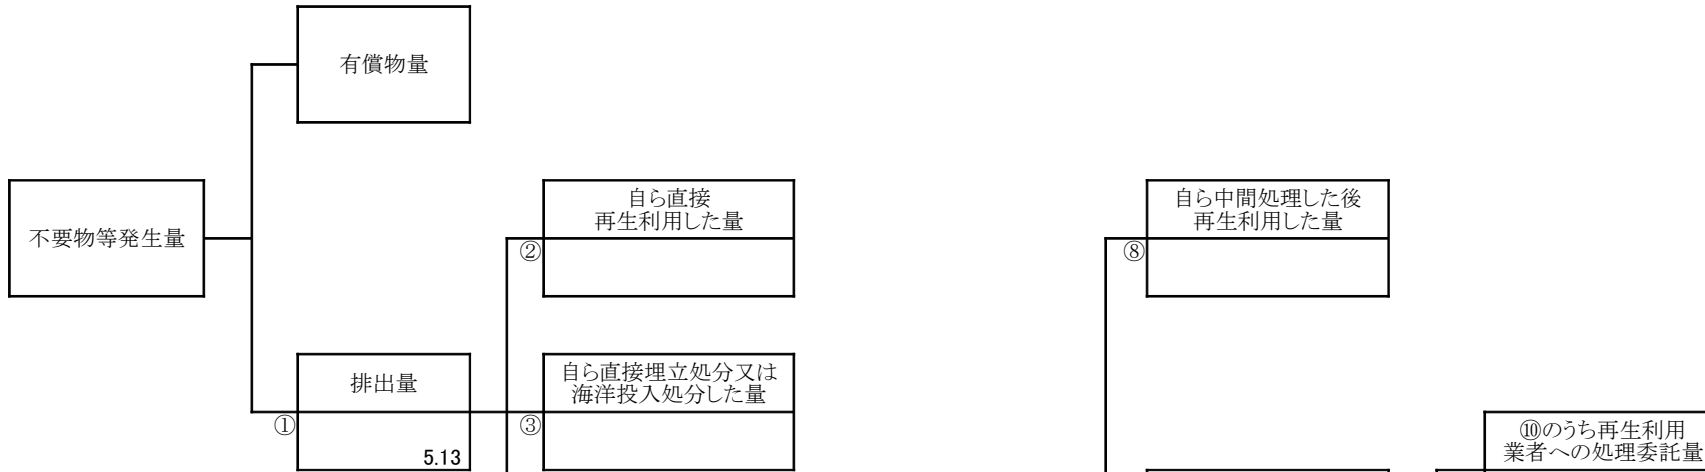 有償物量
不要物等発生量
自ら直接
再生利用した量
②
自ら中間処理した後
再生利用した量
⑧
排出量
①
5.13
自ら直接埋立処分又は
海洋投入処分した量
③
⑩のうち再生利用
業者への処理委託量